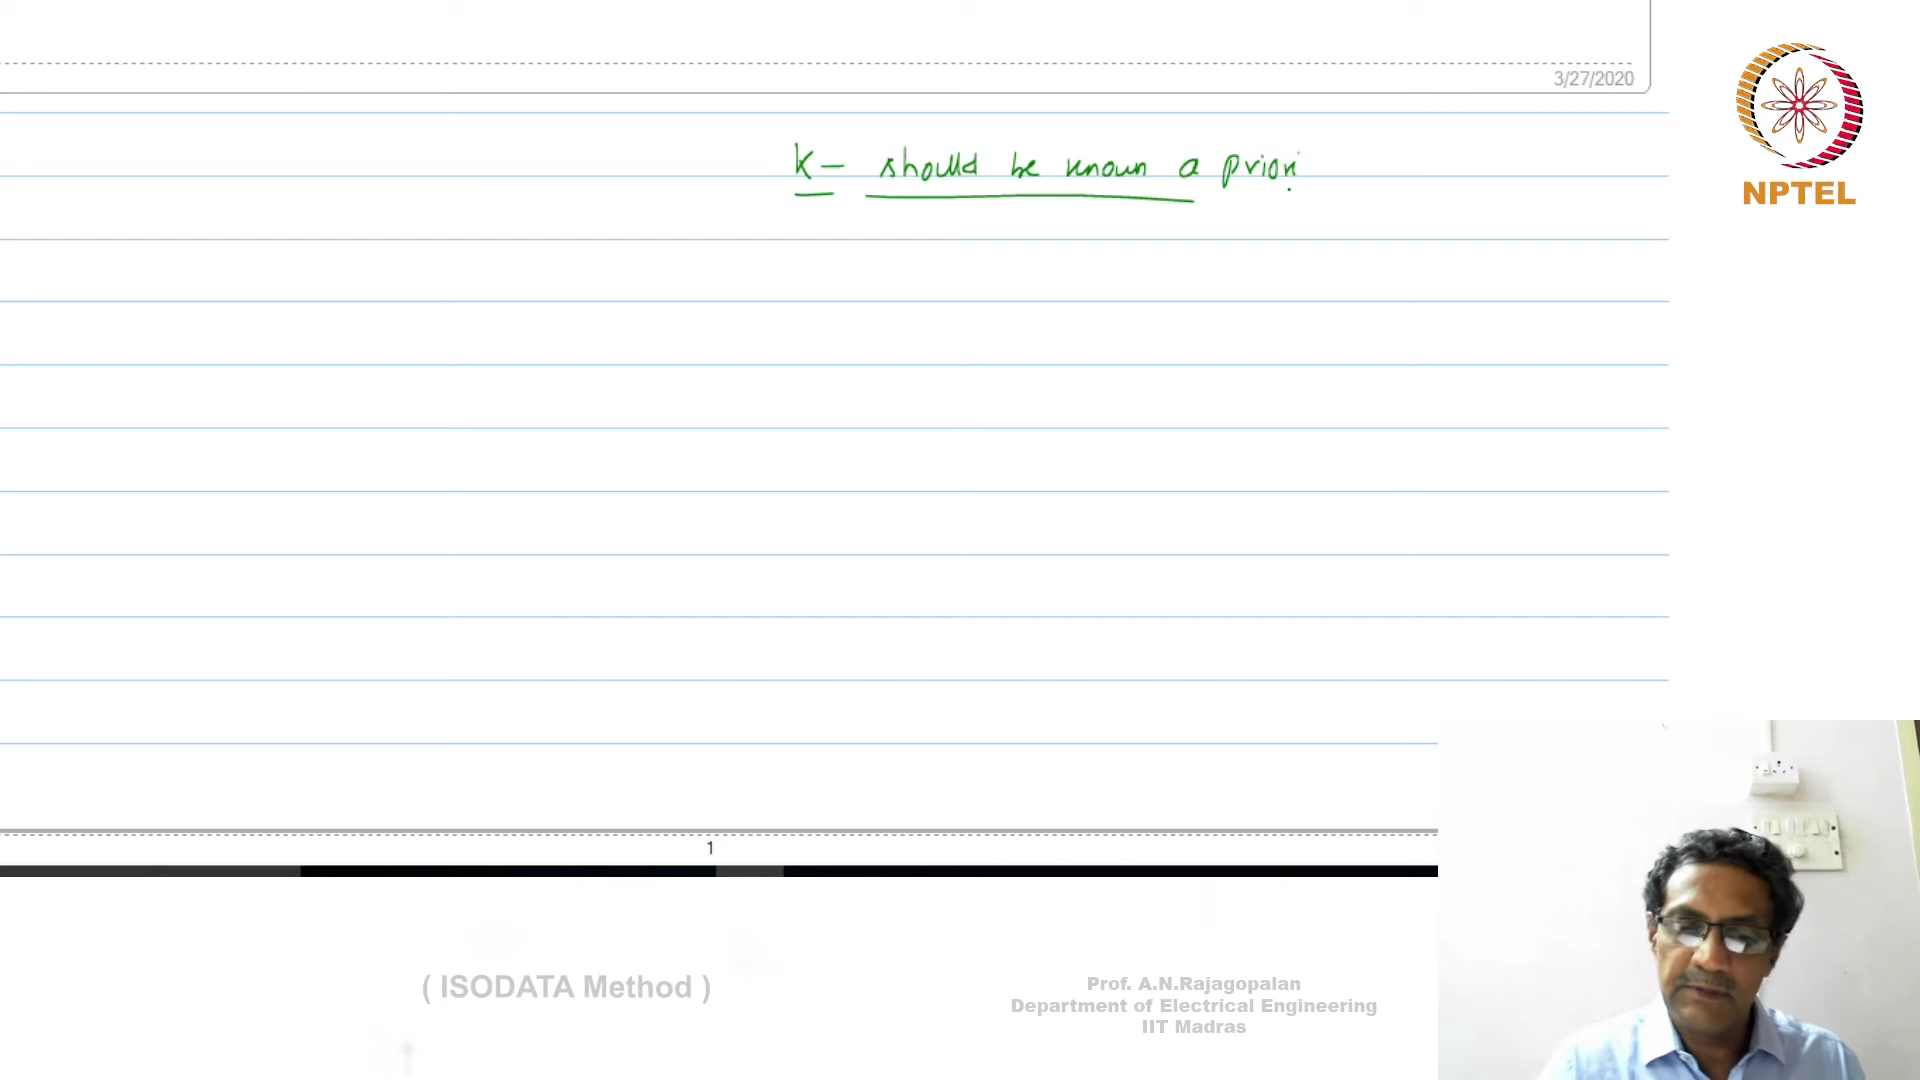 3/27/2020
K - should be known a priori
NPTEL
1
( ISODATA Method )
Prof. A.N.Rajagopalan
Department of Electrical Engineering
IIT Madras